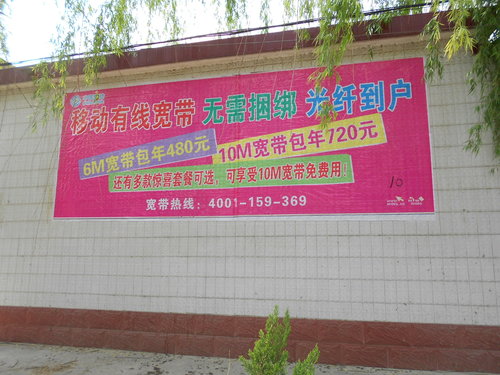 移动有线宽带 无需捆绑 光纤到户
6M宽带包年480元
10M宽带包年720元
还有多款惊喜套餐可选，可享受10M宽带免费用！
10
宽带热线：4001-159-369